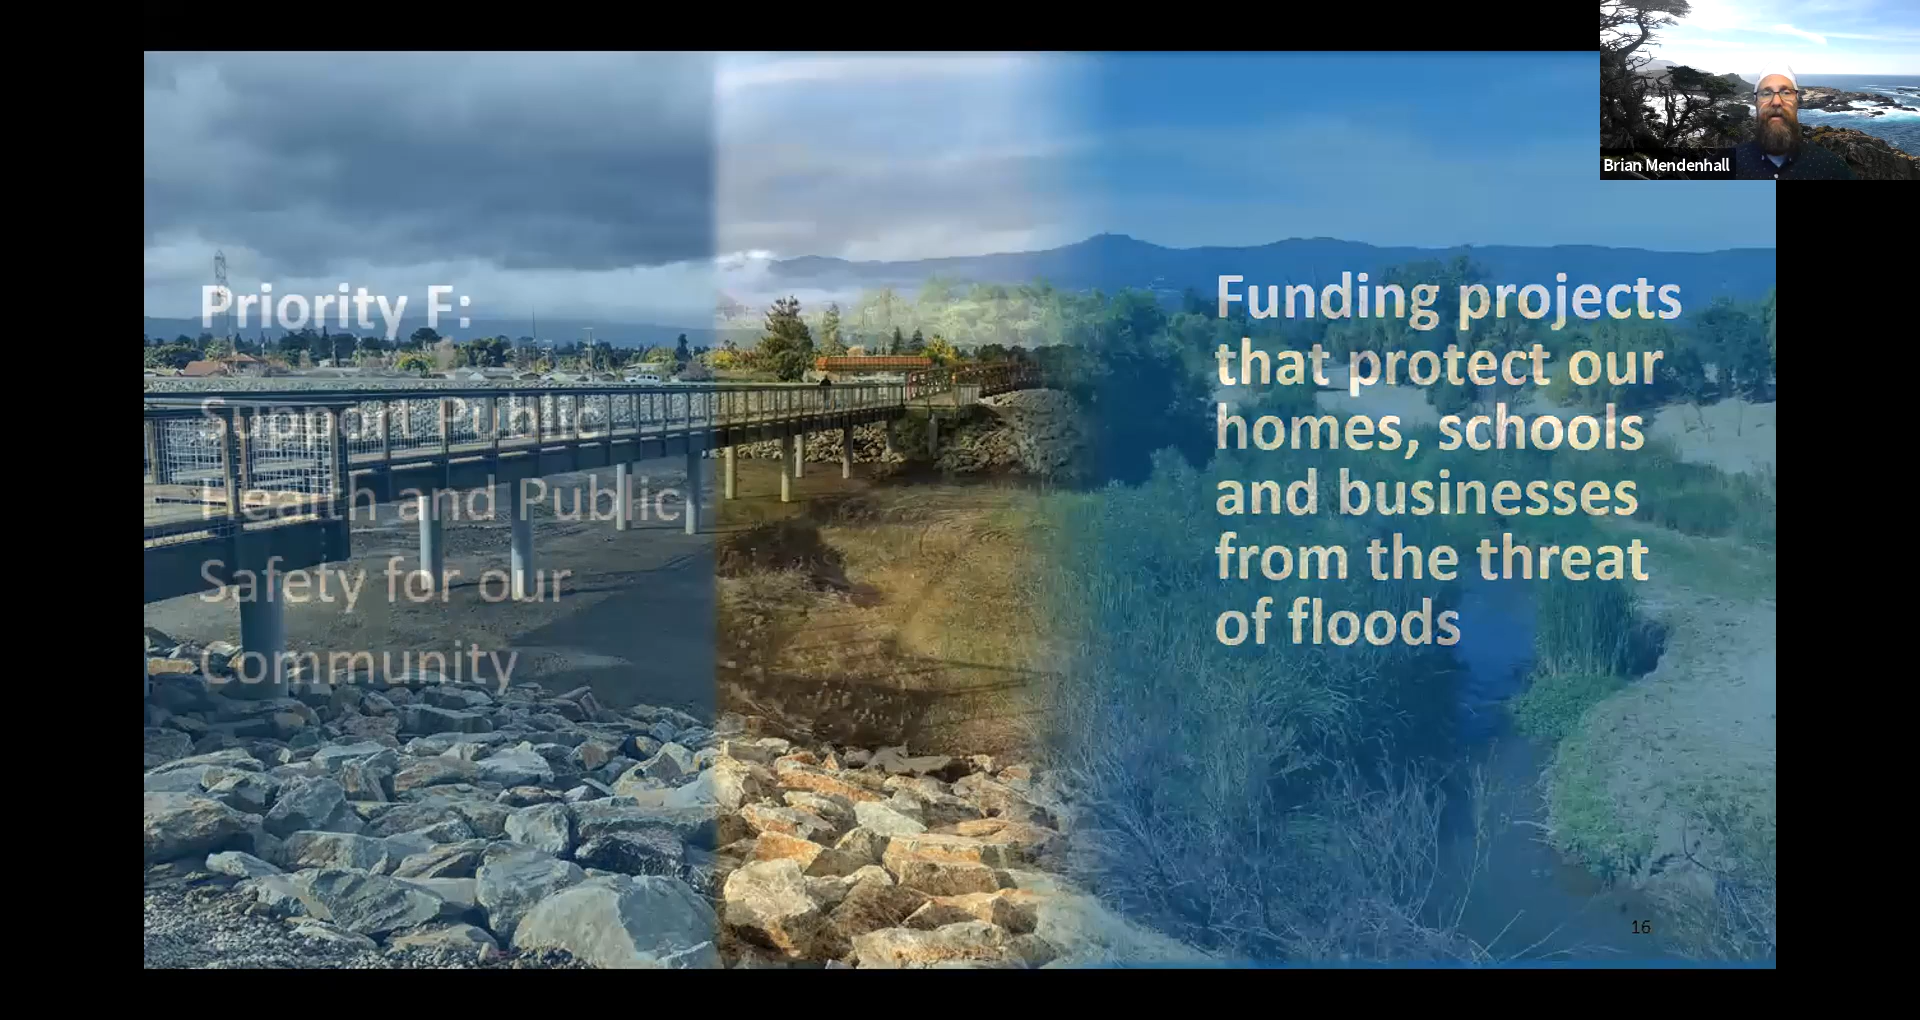 Brian Mendenhall
Priority F:
Support Public
Health and Public
Safety for our
Community
Funding projects
that protect our
homes, schools
and businesses
from the threat
of floods
16